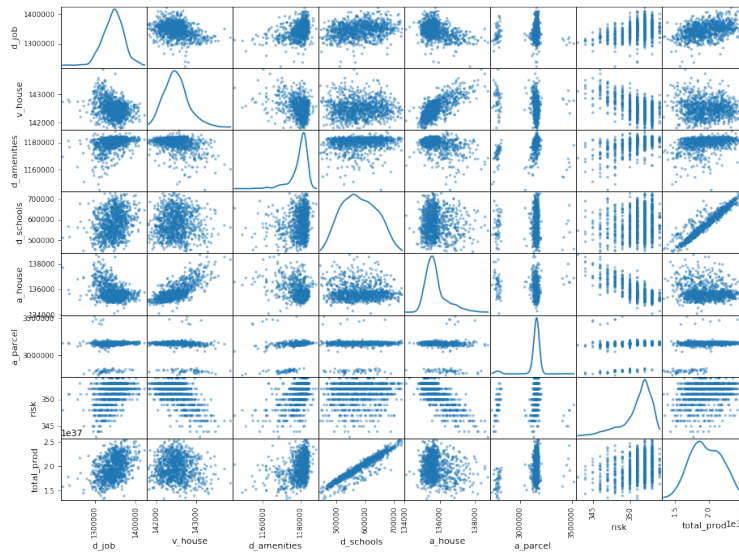 d_job
1400000
1300000
v_house
143000
142000
d_amenities
1180000
1160000
d_schools
700000
600000
500000
a_house
138000
136000
134000
a_parcel
3500000
3000000
risk
350
345
1e37
total_prod
2.5
2.0
1.5
1300000 1400000 142000 143000 1160000 1180000 500000 600000 700000 134000 136000 138000 3000000 3500000 345 350 1.5 2.0
d_job v_house d_amenities d_schools a_house a_parcel risk total_prod